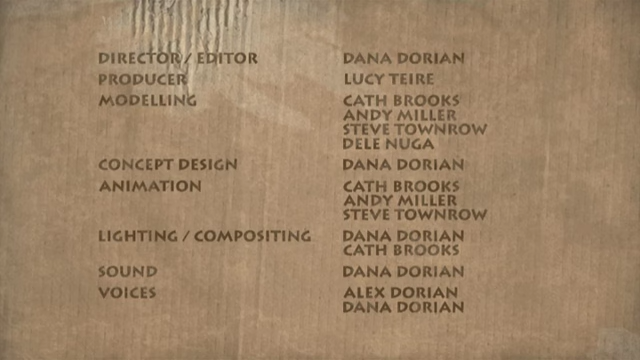 DIRECTOR / EDITOR DANA DORIAN
PRODUCER LUCY TEIRE
MODELLING CATH BROOKS
ANDY MILLER
STEVE TOWNROW
DELE NUGA
CONCEPT DESIGN DANA DORIAN
ANIMATION CATH BROOKS
ANDY MILLER
STEVE TOWNROW
LIGHTING / COMPOSITING DANA DORIAN
CATH BROOKS
SOUND DANA DORIAN
VOICES ALEX DORIAN
DANA DORIAN